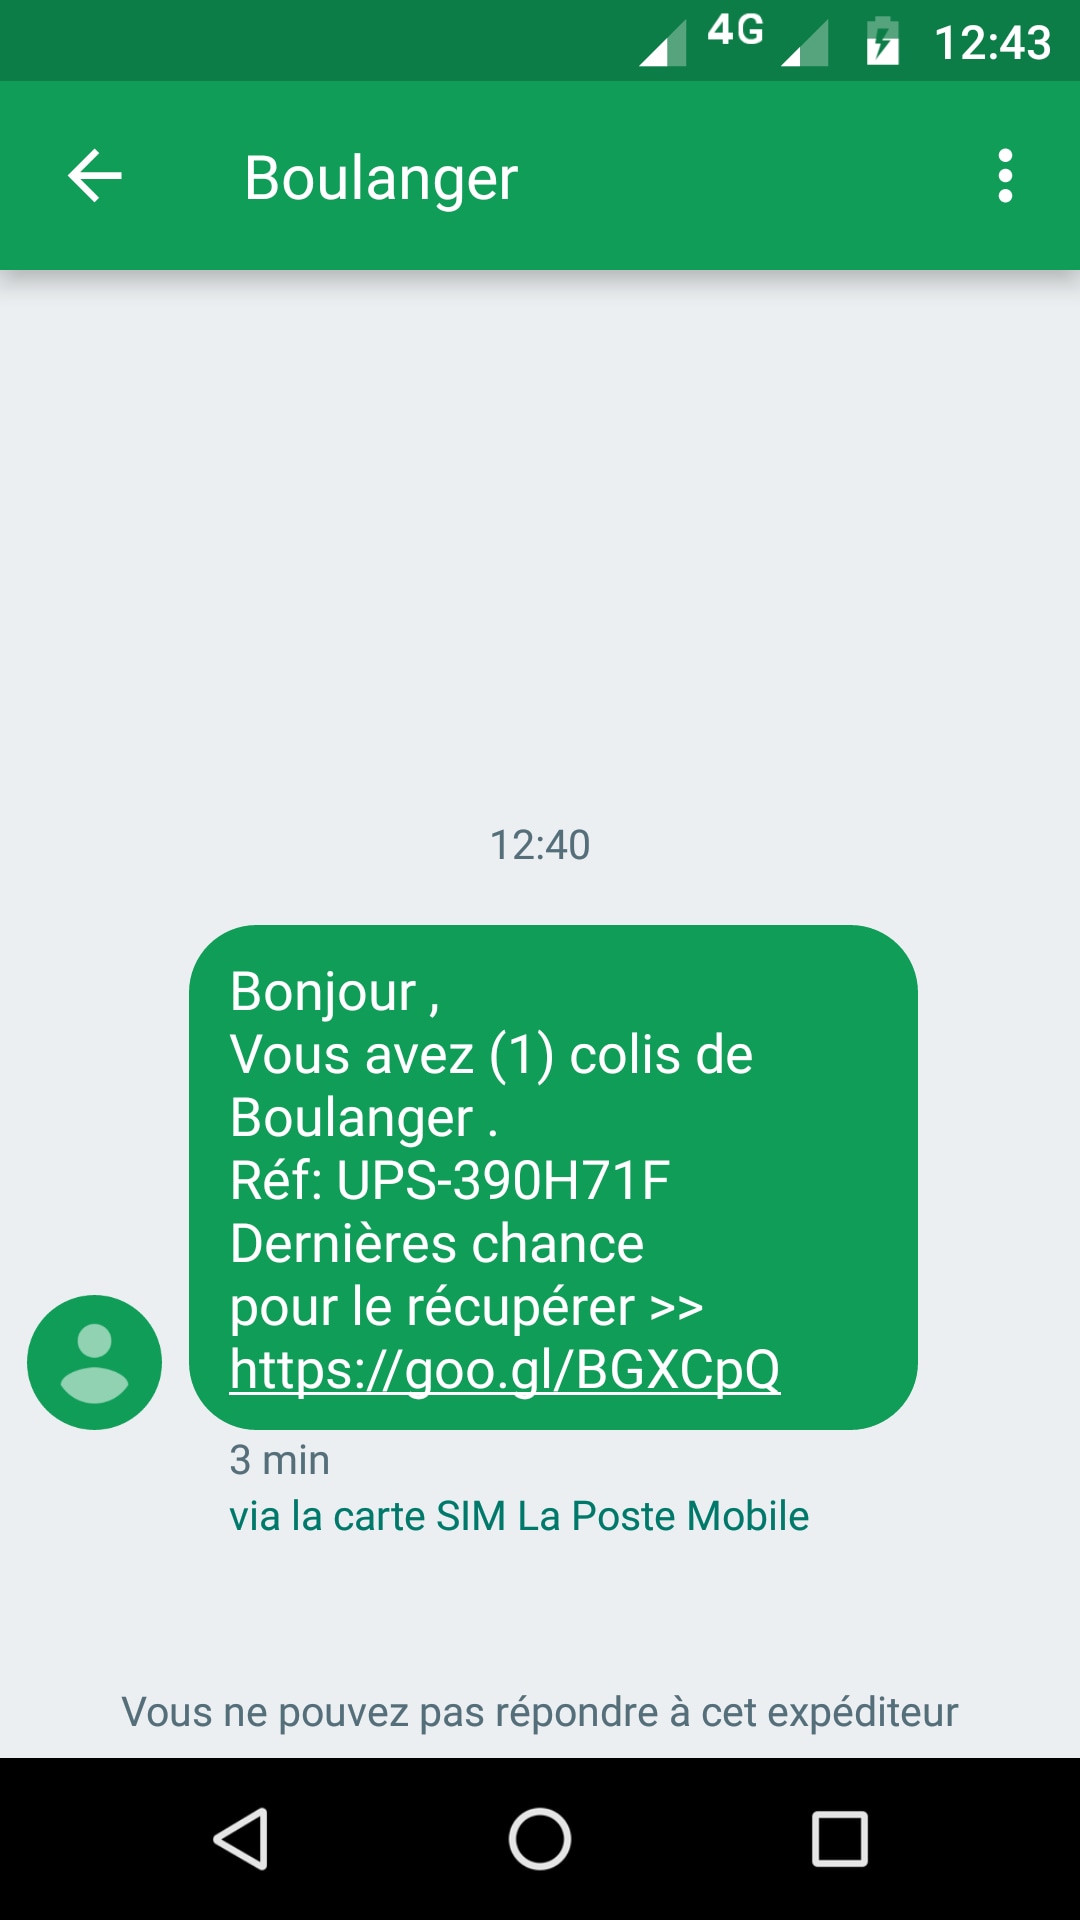 4G 12:43
Boulanger
12:40
Bonjour ,
Vous avez (1) colis de
Boulanger .
Réf: UPS-390H71F
Dernières chance
pour le récupérer >>
https://goo.gl/BGXCpQ
3 min
via la carte SIM La Poste Mobile
Vous ne pouvez pas répondre à cet expéditeur